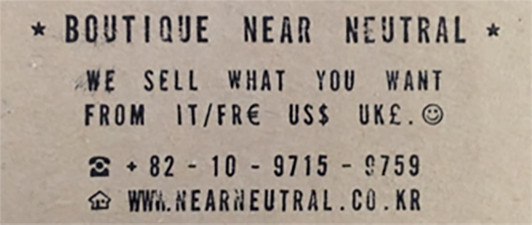 ★ BOUTIQUE NEAR NEUTRAL ★
WE SELL WHAT YOU WANT
FROM IT/FR€ US$ UK£.☺
☎ + 82 - 10 - 9715 - 9759
WWW.NEARNEUTRAL.CO.KR